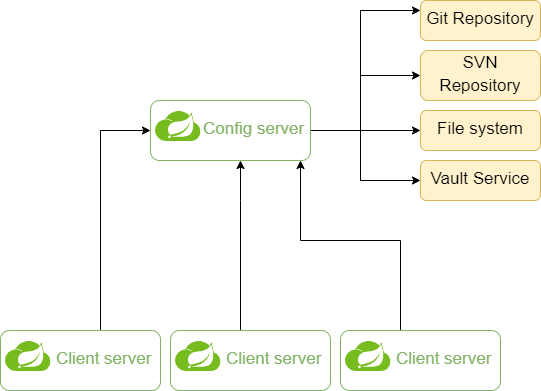 Git Repository
SVN
Repository
Config server
File system
Vault Service
Client server
Client server
Client server